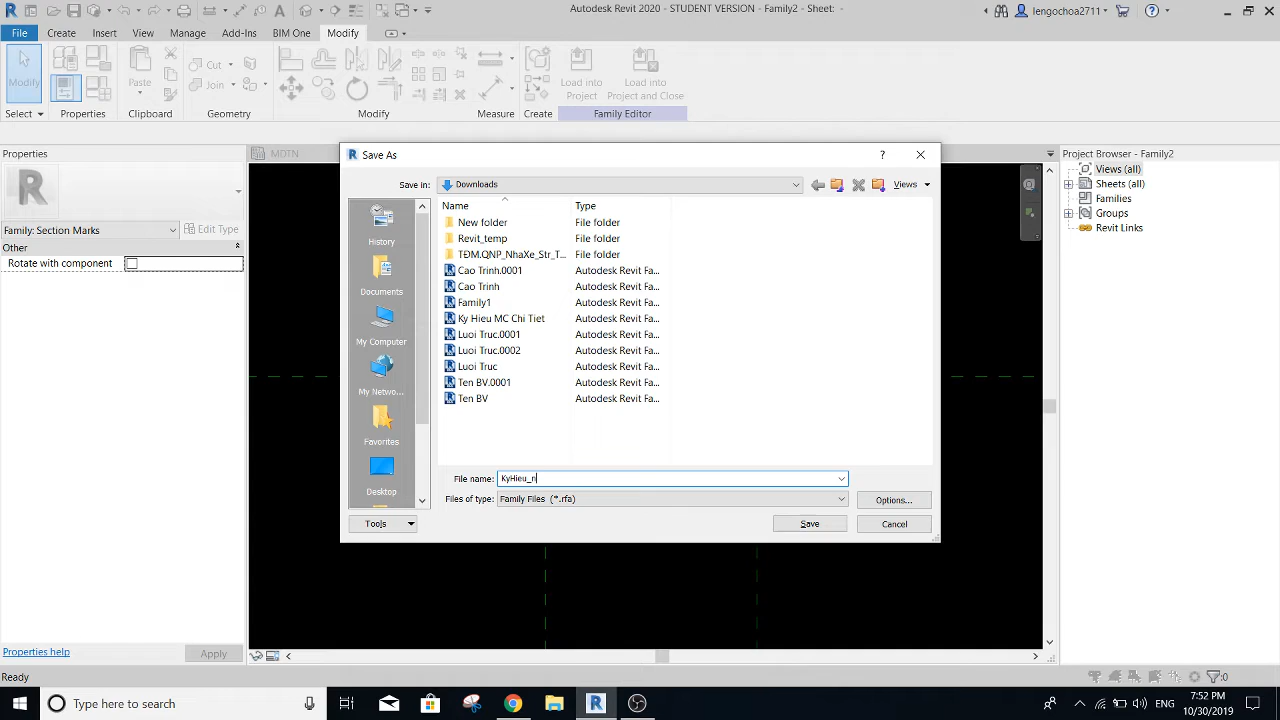 Autodesk Revit 2020 - STUDENT VERSION - Family2 - Sheet:
lengochoa2711
File Create Insert View Manage Add-Ins BIM One Modify
Modify
Paste
Cut
Join
Load into Project
Load into Project and Close
Select Properties Clipboard Geometry Modify Measure Create Family Editor
Properties
Family: Section Marks
Edit Type
Other
Rotate with component
Properties help
Apply
MDTN
Save As
Save in:
Downloads
Views
History
Documents
My Computer
My Netwo...
Favorites
Desktop
Name Type
New folder File folder
Revit_temp File folder
TĐM.QNP_NhaXe_Str_T... File folder
Cao Trinh.0001 Autodesk Revit Fa...
Cao Trinh Autodesk Revit Fa...
Family1 Autodesk Revit Fa...
Ky Hieu MC Chi Tiet Autodesk Revit Fa...
Luoi Truc.0001 Autodesk Revit Fa...
Luoi Truc.0002 Autodesk Revit Fa...
Luoi Truc Autodesk Revit Fa...
Ten BV.0001 Autodesk Revit Fa...
Ten BV Autodesk Revit Fa...
File name: KyHieu_n
Files of type: Family Files (*.rfa)
Options...
Tools
Save
Cancel
Project Browser - Family2
Views (all)
Sheets (all)
Families
Groups
Revit Links
Ready
:0
Type here to search
ENG
7:52 PM
10/30/2019